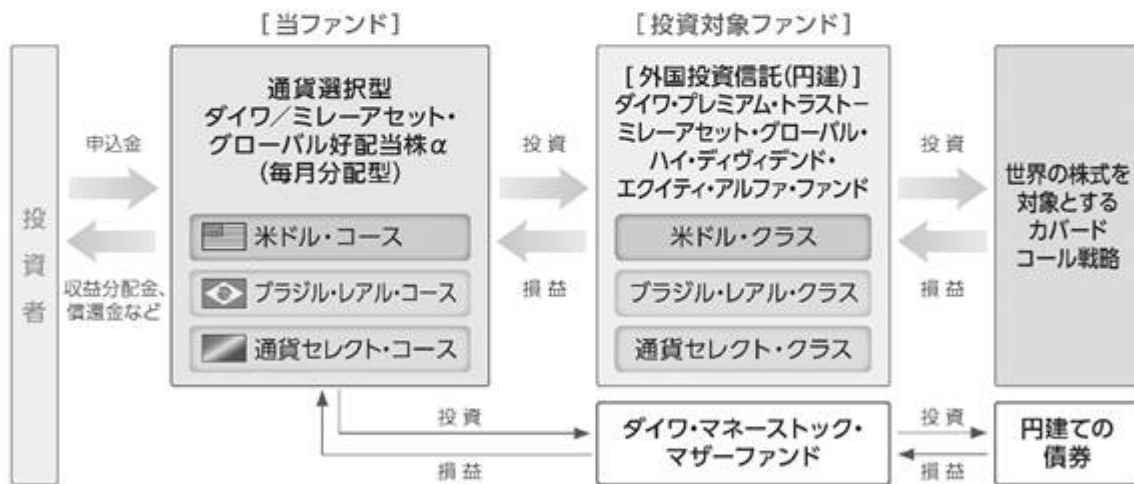 [当ファンド]
[投資対象ファンド]
投資者
申込金
収益分配金、
償還金など
通貨選択型
ダイワ／ミレーアセット・
グローバル好配当株α
(毎月分配型)
米ドル・コース
ブラジル・レアル・コース
通貨セレクト・コース
投資
損益
[外国投資信託(円建)]
ダイワ・プレミアム・トラスト－
ミレーアセット・グローバル・
ハイ・ディヴィデンド・
エクイティ・アルファ・ファンド
米ドル・クラス
ブラジル・レアル・クラス
通貨セレクト・クラス
投資
損益
世界の株式を
対象とする
カバード
コール戦略
投資
損益
ダイワ・マネーストック・
マザーファンド
投資
損益
円建ての
債券